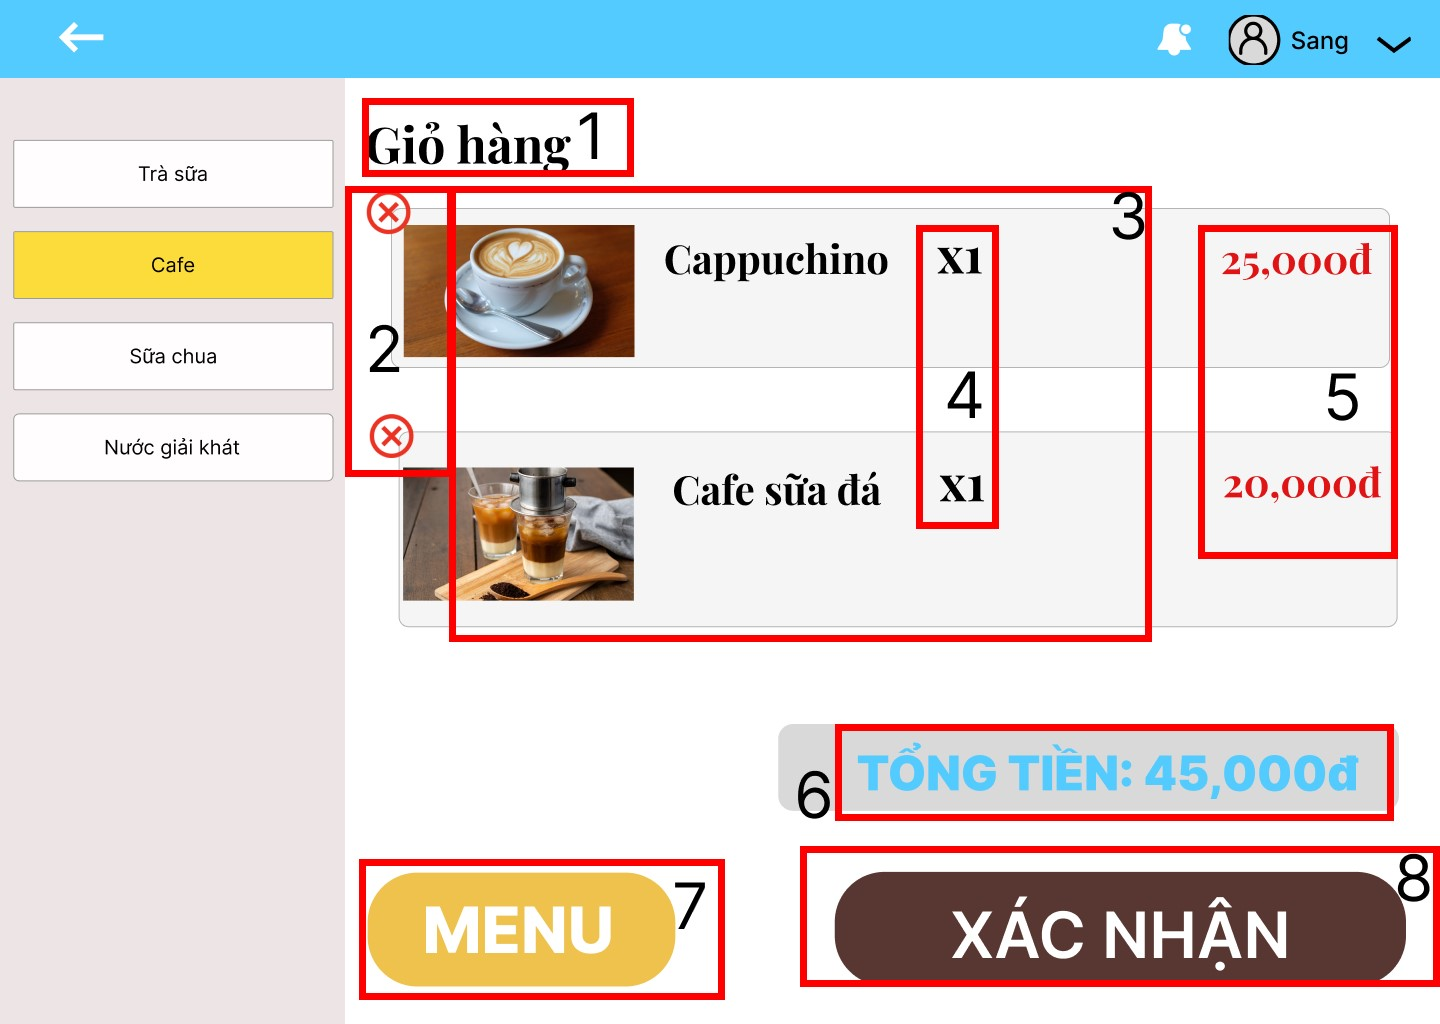 Sang
Trà sữa
Cafe
Sữa chua
Nước giải khát
Giỏ hàng 1
2
3
Cappuchino X1 25,000đ
4
5
Cafe sữa đá X1 20,000đ
6
TỔNG TIỀN: 45,000đ
MENU 7
XÁC NHẬN 8